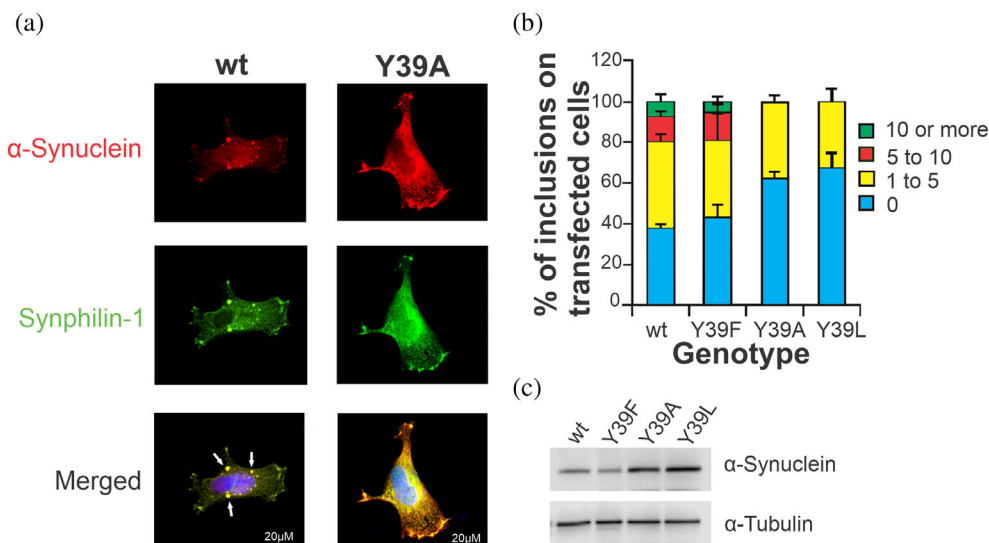 (a)
wt
Y39A
α-Synuclein
Synphilin-1
Merged
20µM
20µM
(b)
% of inclusions on
transfected cells
120
100
80
60
40
20
0
wt
Y39F
Y39A
Y39L
Genotype
10 or more
5 to 10
1 to 5
0
(c)
wt
Y39F
Y39A
Y39L
α-Synuclein
α-Tubulin